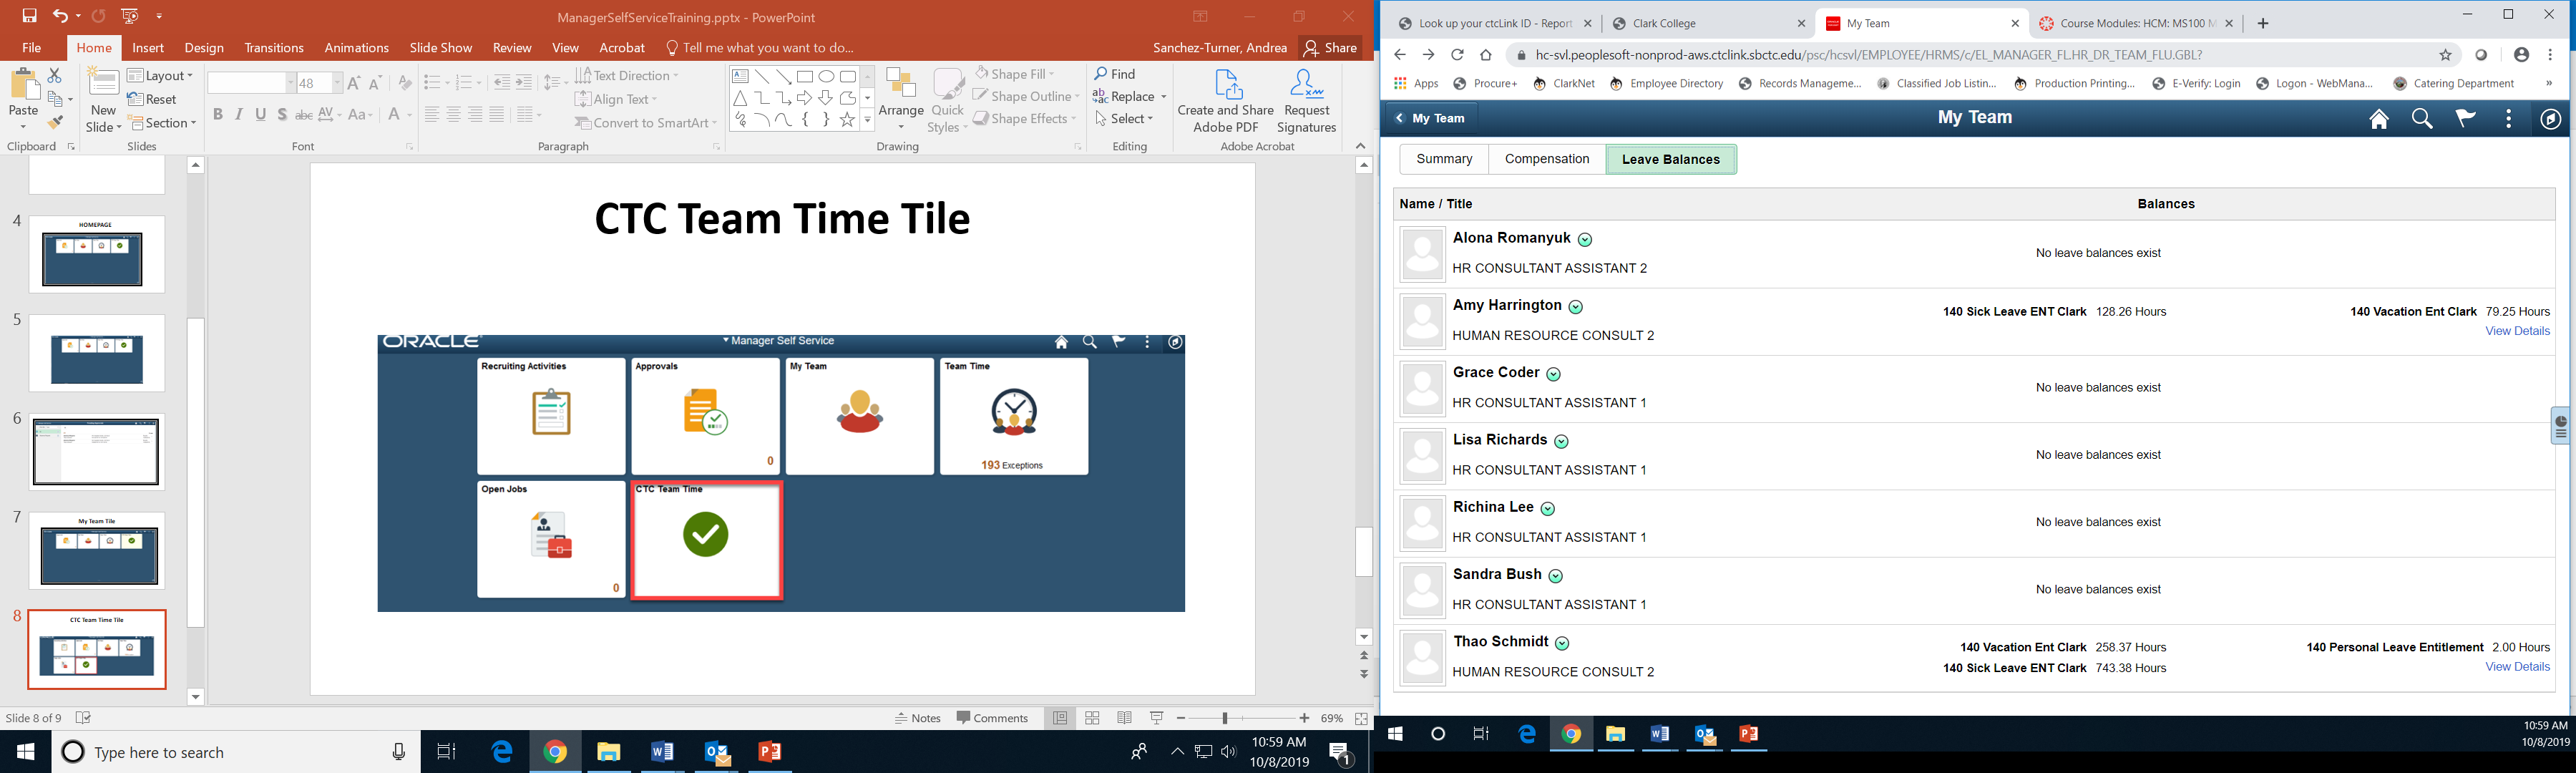 ManagerSelfServiceTraining.pptx - PowerPoint
File Home Insert Design Transitions Animations Slide Show Review View Acrobat Tell me what you want to do... Sanchez-Turner, Andrea Share
Paste
Clipboard
New
Slide
Layout
Reset
Section
Slides
48
B I U S abc AV Aa A
Font
Text Direction
Align Text
Convert to SmartArt
Paragraph
Arrange
Quick
Styles
Shape Fill
Shape Outline
Shape Effects
Drawing
Find
Replace
Select
Editing
Create and Share
Adobe PDF
Request
Signatures
Adobe Acrobat
4
HOMEPAGE
5
6
7
My Team Tile
8
CTC Team Time Tile
CTC Team Time Tile
ORACLE Manager Self Service
Recruiting Activities Approvals My Team Team Time
0 193 Exceptions
Open Jobs CTC Team Time
0
Slide 8 of 9 Notes Comments 69%
Type here to search
10:59 AM
10/8/2019
1
Look up your ctcLink ID - Report
Clark College
My Team
Course Modules: HCM: MS100 M
hc-svl.peoplesoft-nonprod-aws.ctclink.sbctc.edu/psc/hcsvl/EMPLOYEE/HRMS/c/EL_MANAGER_FL.HR_DR_TEAM_FLU.GBL?
Apps Procure+ ClarkNet Employee Directory Records Manageme... Classified Job Listin... Production Printing... E-Verify: Login Logon - WebMana... Catering Department »
My Team My Team
Summary Compensation Leave Balances
Name / Title Balances
Alona Romanyuk
HR CONSULTANT ASSISTANT 2
No leave balances exist
Amy Harrington
HUMAN RESOURCE CONSULT 2
140 Sick Leave ENT Clark 128.26 Hours 140 Vacation Ent Clark 79.25 Hours
View Details
Grace Coder
HR CONSULTANT ASSISTANT 1
No leave balances exist
Lisa Richards
HR CONSULTANT ASSISTANT 1
No leave balances exist
Richina Lee
HR CONSULTANT ASSISTANT 1
No leave balances exist
Sandra Bush
HR CONSULTANT ASSISTANT 1
No leave balances exist
Thao Schmidt
HUMAN RESOURCE CONSULT 2
140 Vacation Ent Clark 258.37 Hours 140 Personal Leave Entitlement 2.00 Hours
140 Sick Leave ENT Clark 743.38 Hours View Details
10:59 AM
10/8/2019